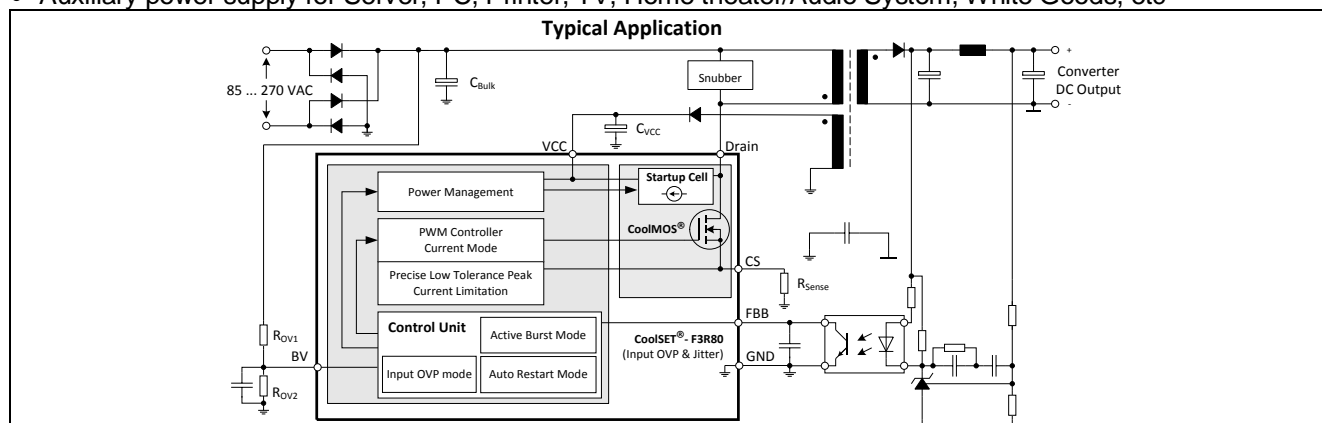 • Auxiliary power supply for Server, PC, Printer, TV, Home theater/Audio System, White Goods, etc
Typical Application
85 ... 270 VAC
CBulk
Snubber
+
Converter
DC Output
-
CVCC
VCC
Drain
Power Management
Startup Cell
CoolMOS®
PWM Controller
Current Mode
Precise Low Tolerance Peak
Current Limitation
CS
RSense
Control Unit
Active Burst Mode
Input OVP mode
Auto Restart Mode
FBB
CoolSET®- F3R80
(Input OVP & Jitter)
GND
ROV1
BV
ROV2